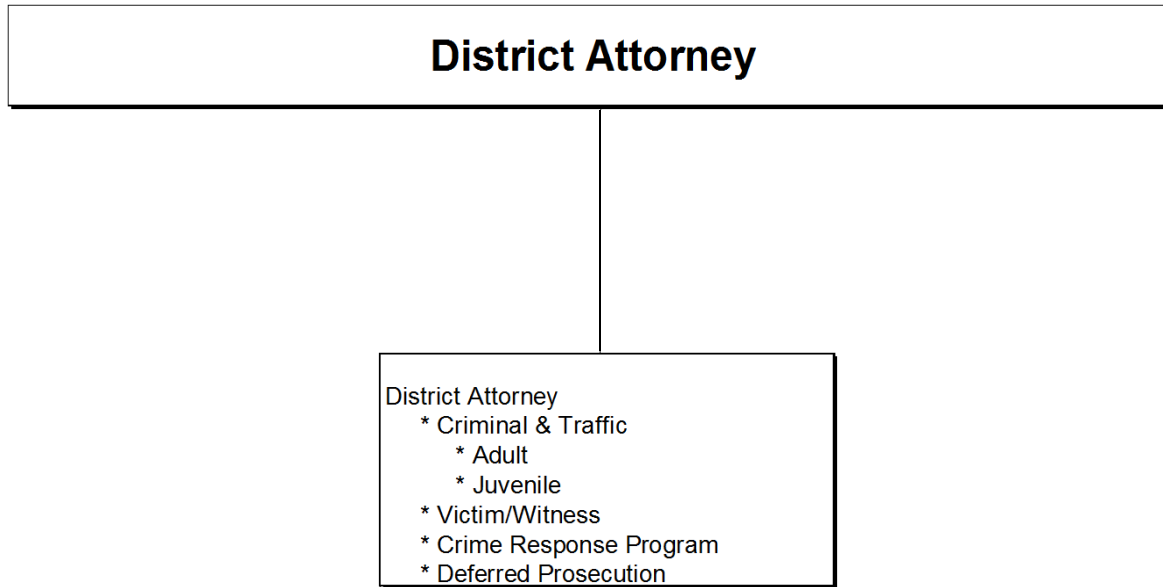 District Attorney
District Attorney
* Criminal & Traffic
* Adult
* Juvenile
* Victim/Witness
* Crime Response Program
* Deferred Prosecution